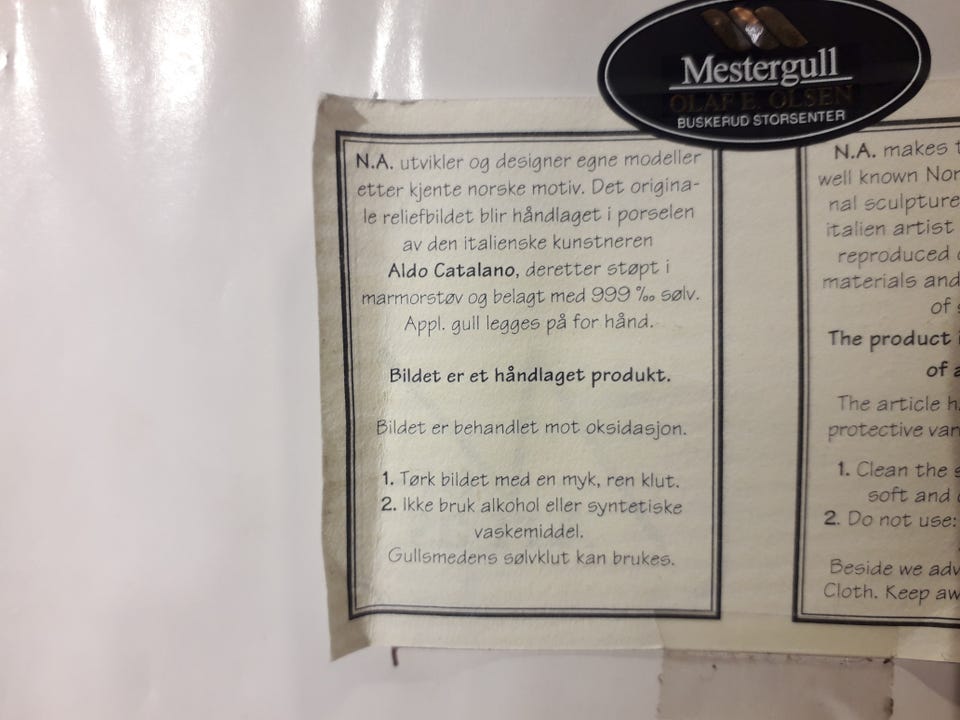 Mestergull
OLAF E. OLSEN
BUSKERUD STORSENTER
N.A. utvikler og designer egne modeller
etter kjente norske motiv. Det origina-
le reliefbildet blir håndlaget i porselen
av den italienske kunstneren
Aldo Catalano, deretter støpt i
marmorstøv og belagt med 999 ‰ sølv.
Appl. gull legges på for hånd.
Bildet er et håndlaget produkt.
Bildet er behandlet mot oksidasjon.
1. Tørk bildet med en myk, ren klut.
2. Ikke bruk alkohol eller syntetiske
vaskemiddel.
Gullsmedens sølvklut kan brukes.
N.A. makes
well known
nal sculpture
italien artist
reproduced
materials and
of
The product
of
The article
protective
1. Clean the
soft and
2. Do not use:
Beside we
Cloth. Keep